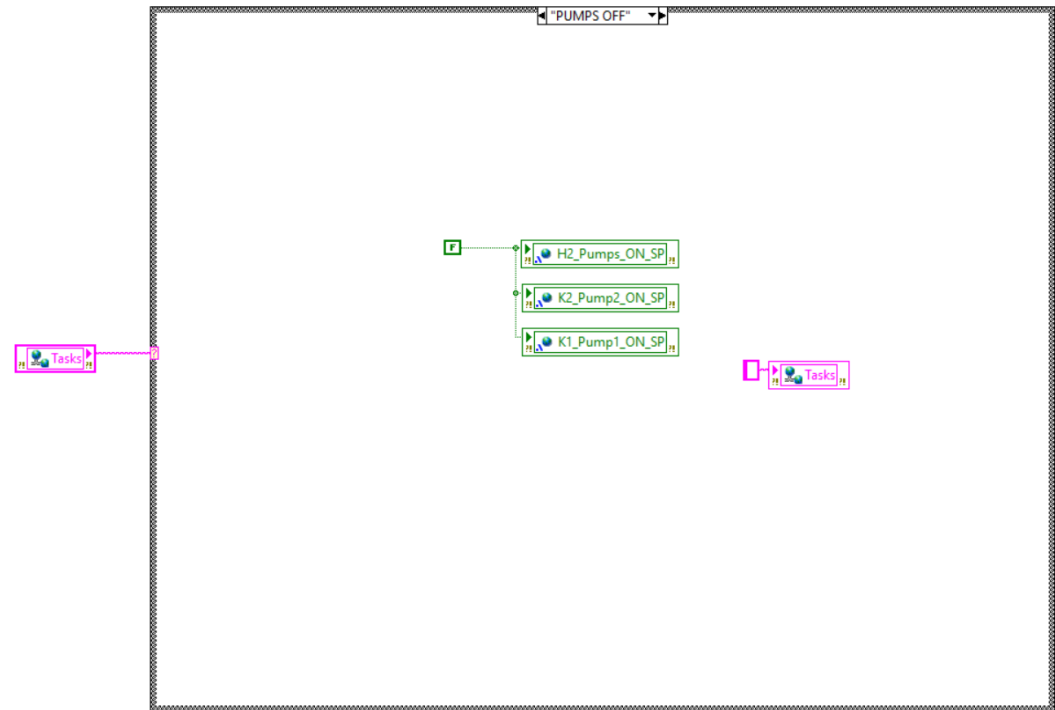 "PUMPS OFF"
F
H2_Pumps_ON_SP
K2_Pump2_ON_SP
K1_Pump1_ON_SP
Tasks
?
Tasks